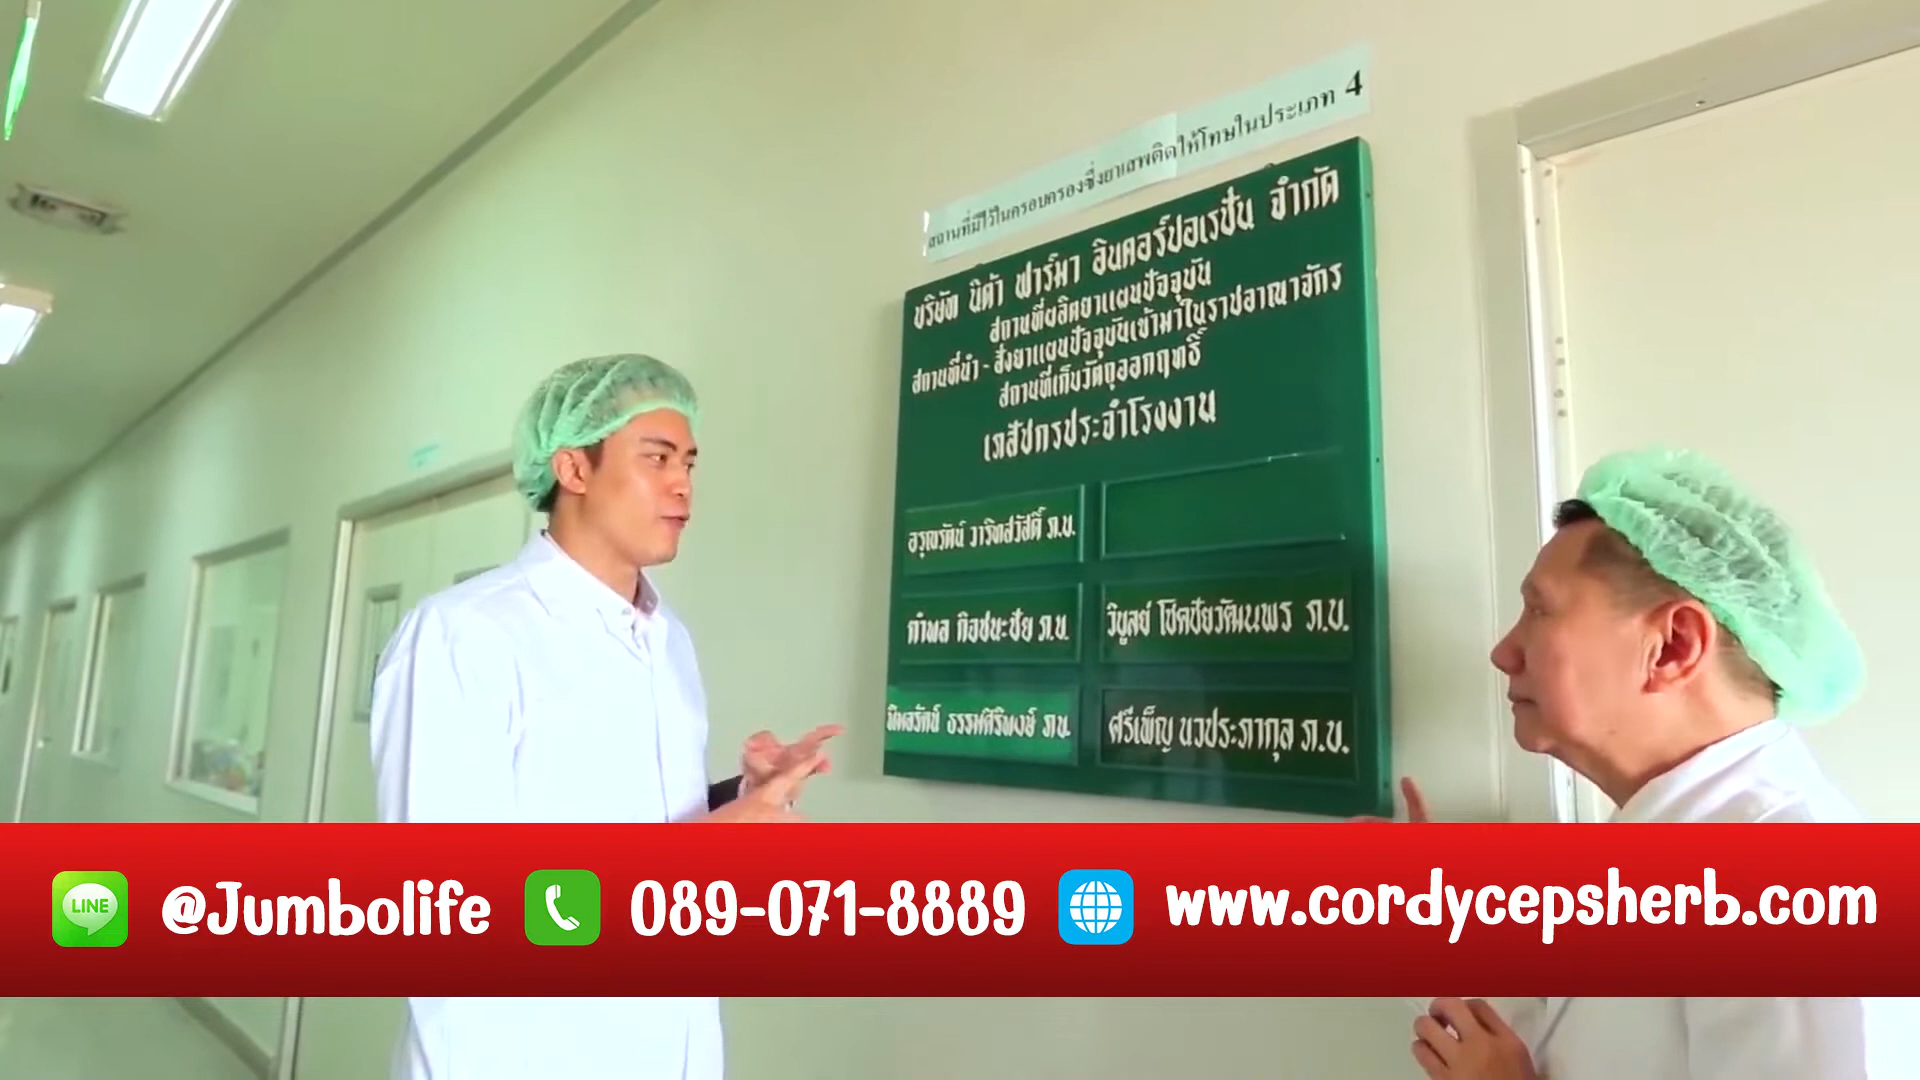 สถานที่มีไว้ในครอบครองซึ่งยาเสพติดให้โทษในประเภท 4
บริษัท นิด้า ฟาร์มา อินคอร์ปอเรชั่น จำกัด
สถานที่ผลิตยาแผนปัจจุบัน
สถานที่นำ - สั่งยาแผนปัจจุบันเข้ามาในราชอาณาจักร
สถานที่เก็บวัตถุออกฤทธิ์
เภสัชกรประจำโรงงาน
อรุณรัตน์ วาริทสวัสดิ์ ภ.บ.
กำพล กิจชนะชัย ภ.บ. วิบูลย์ โชคชัยวัฒนพร ภ.บ.
ธรรมศิริพงษ์ ภ.บ. ศรีเพ็ญ นวประภากุล ภ.บ.
LINE @Jumbolife 089-071-8889 www.cordycepsherb.com